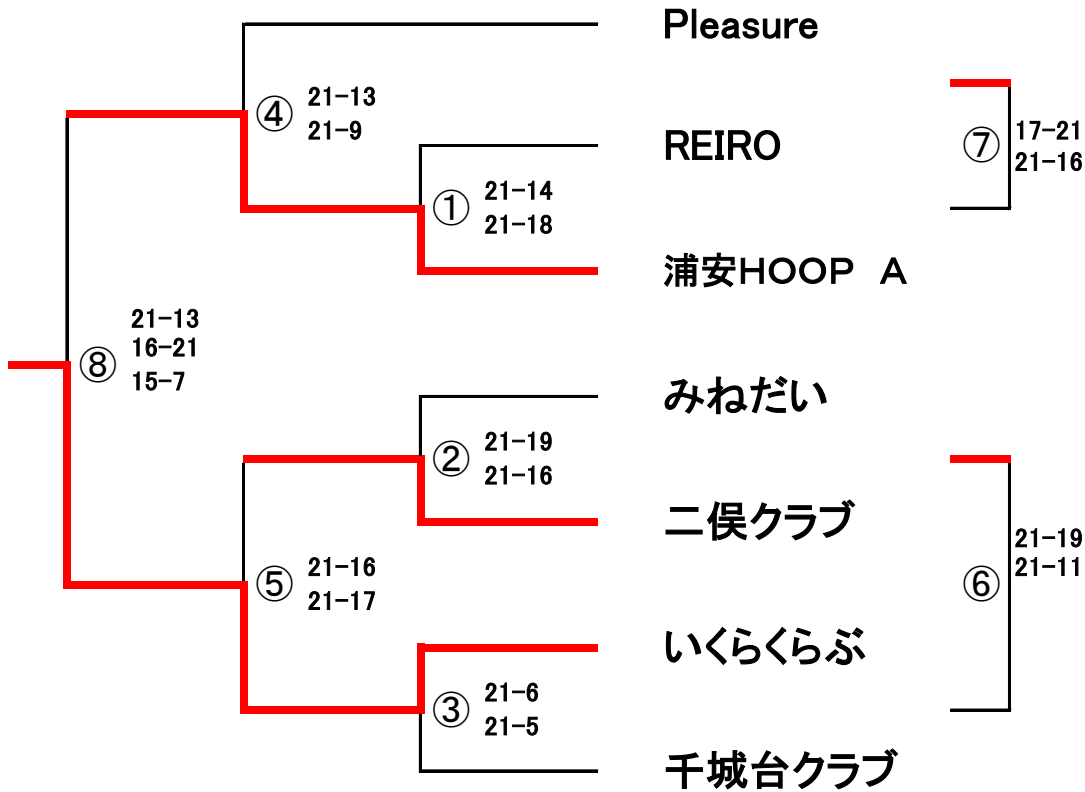 Pleasure
④ 21-13
21-9
REIRO
⑦ 17-21
21-16
① 21-14
21-18
浦安HOOP A
⑧ 21-13
16-21
15-7
みねだい
② 21-19
21-16
二俣クラブ
⑤ 21-16
21-17
⑥ 21-19
21-11
いくらくらぶ
③ 21-6
21-5
千城台クラブ